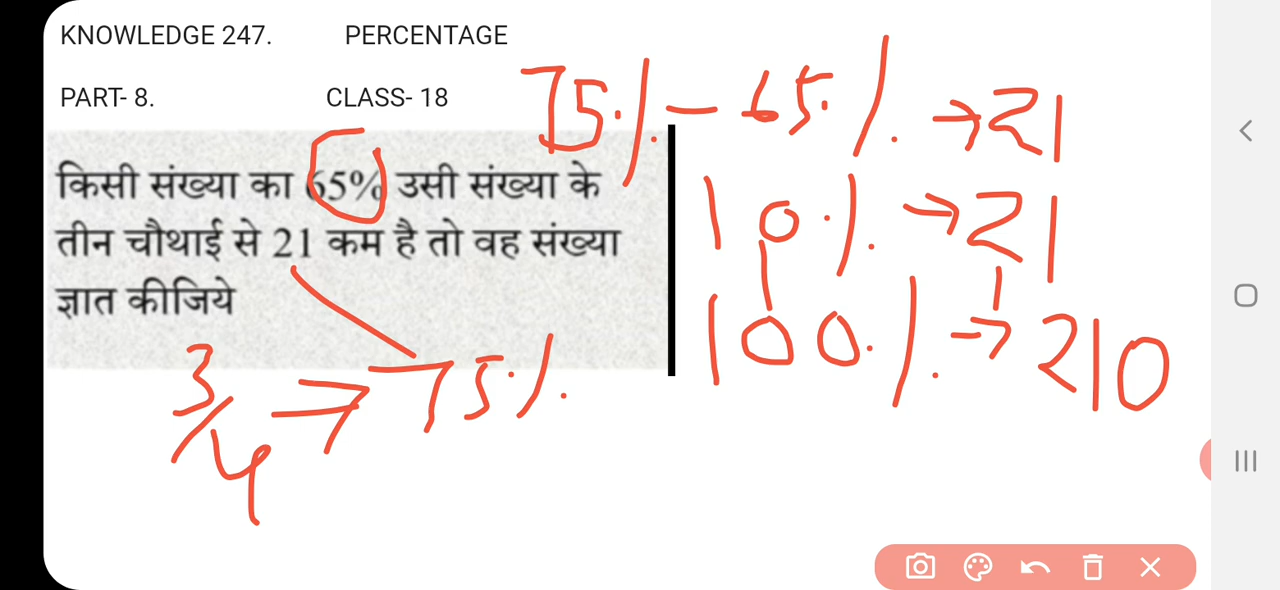 KNOWLEDGE 247. PERCENTAGE
PART- 8. CLASS- 18
किसी संख्या का 65% उसी संख्या के
तीन चौथाई से 21 कम है तो वह संख्या
ज्ञात कीजिये
3/4 → 75%.
75%. - 65%. → 21
10%. → 21
100%. → 210